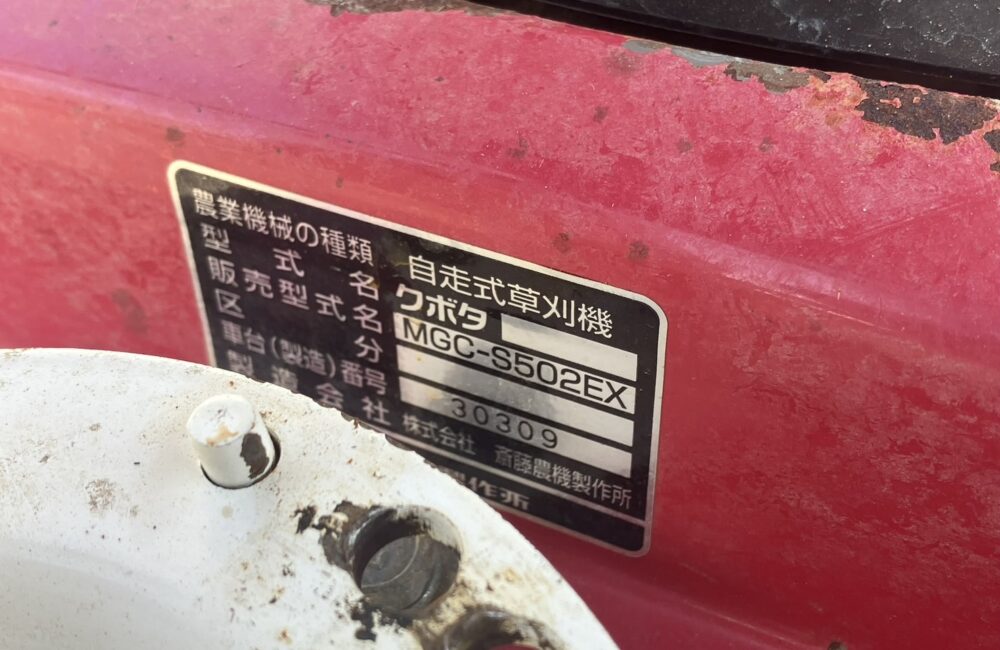 農業機械の種類 自走式草刈機
型式名 クボタ
販売型式名 MGC-S502EX
区分
車台(製造)番号 30309
製造会社 株式会社 斎藤農機製作所